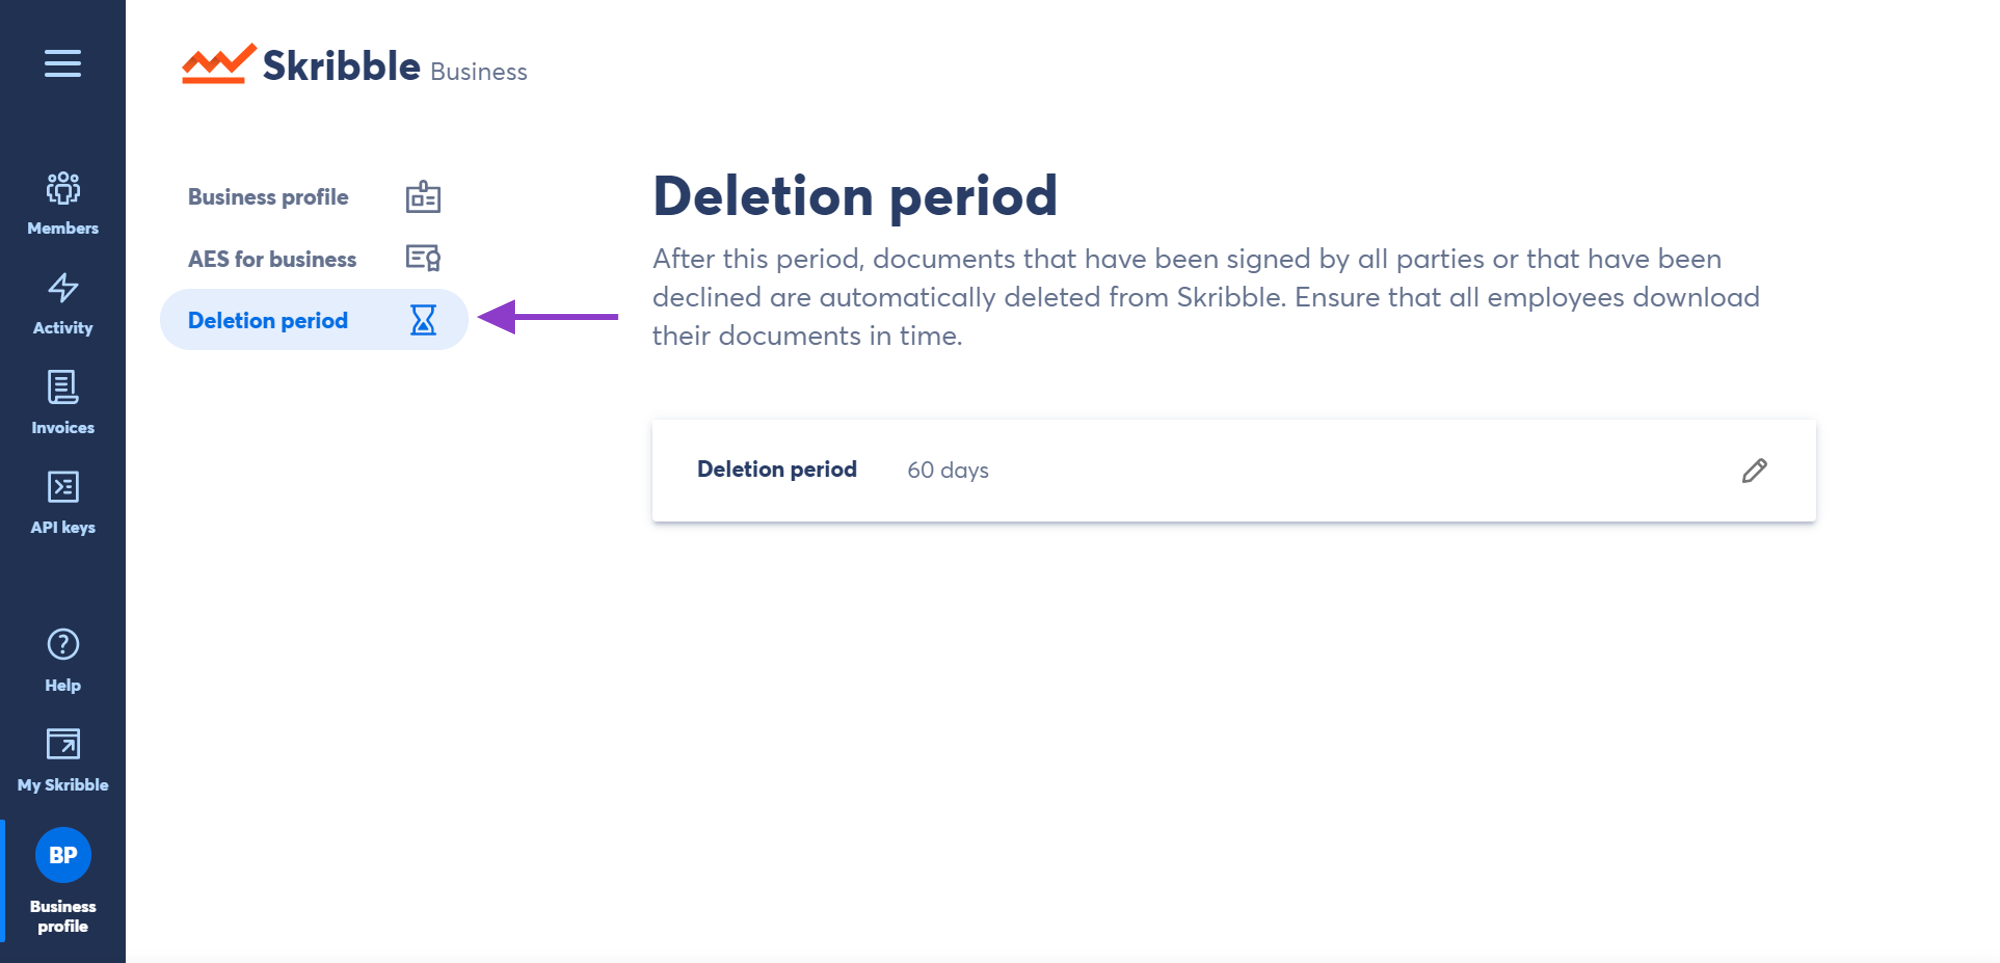 Skribble Business
Members
Activity
Invoices
API keys
Help
My Skribble
BP
Business
profile
Business profile
AES for business
Deletion period
Deletion period
After this period, documents that have been signed by all parties or that have been
declined are automatically deleted from Skribble. Ensure that all employees download
their documents in time.
Deletion period 60 days